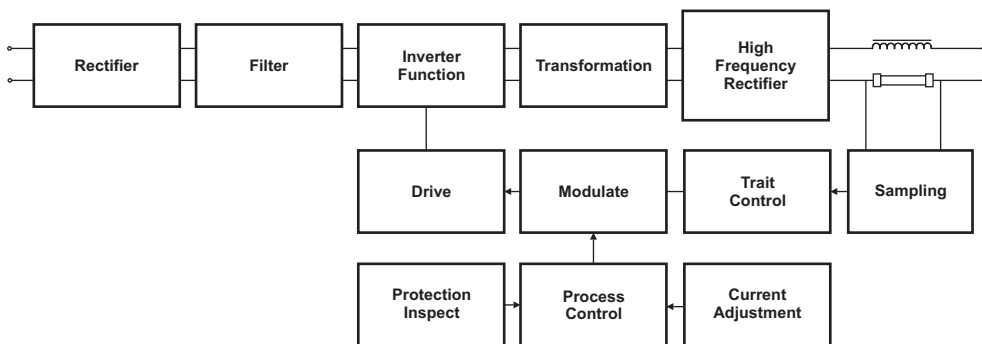 Rectifier
Filter
Inverter
Function
Transformation
High
Frequency
Rectifier
Drive
Modulate
Trait
Control
Sampling
Protection
Inspect
Process
Control
Current
Adjustment